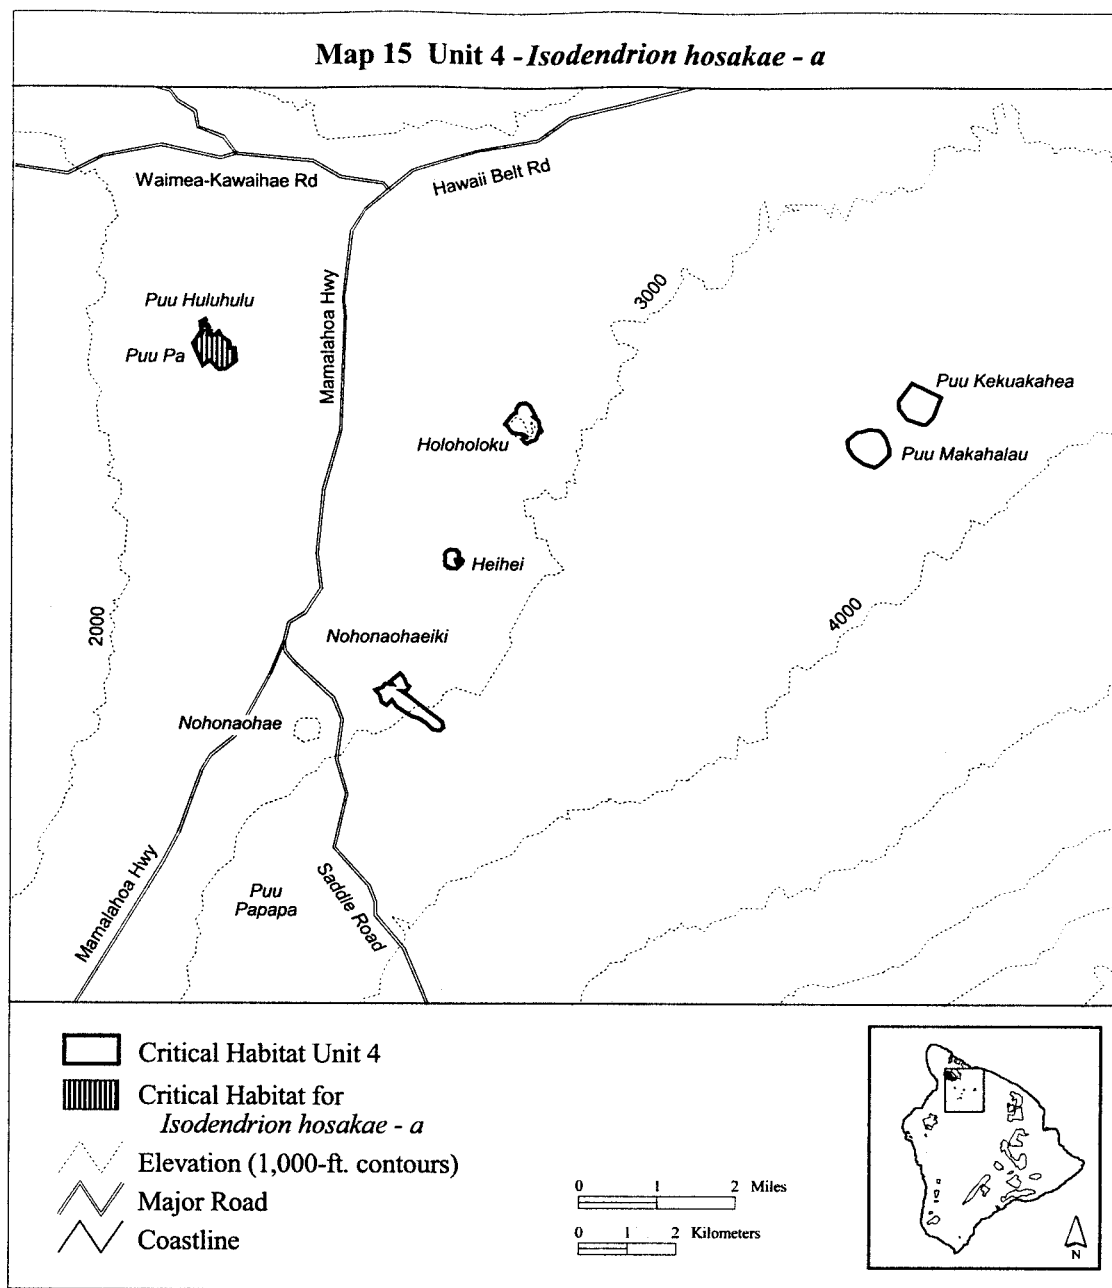 Map 15 Unit 4 - Isodendrion hosakae - a
Waimea-Kawaihae Rd
Hawaii Belt Rd
Mamalahoa Hwy
3000
Puu Huluhulu
Puu Pa
Puu Kekuakahea
Holoholoku
Puu Makahalau
Heihei
2000
4000
Nohonaohaeiki
Nohonaohae
Mamalahoa Hwy
Puu
Papapa
Saddle Road
Critical Habitat Unit 4
Critical Habitat for
Isodendrion hosakae - a
Elevation (1,000-ft. contours)
Major Road
Coastline
0 1 2 Miles
0 1 2 Kilometers
N